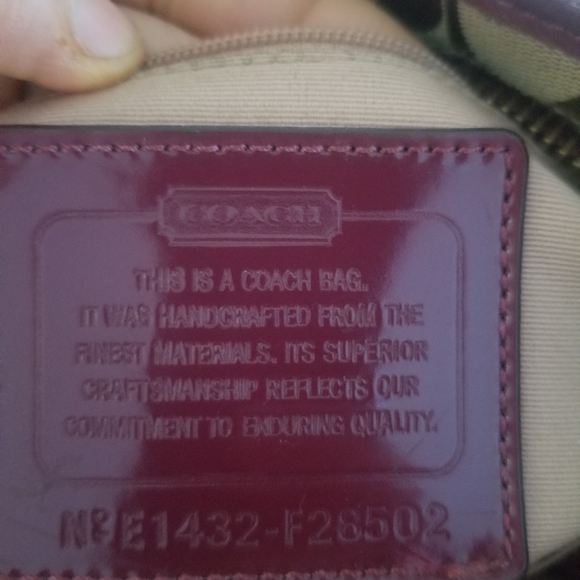 COACH
THIS IS A COACH BAG.
IT WAS HANDCRAFTED FROM THE
FINEST MATERIALS. ITS SUPERIOR
CRAFTSMANSHIP REFLECTS OUR
COMMITMENT TO ENDURING QUALITY.
Nº E1432-F28502